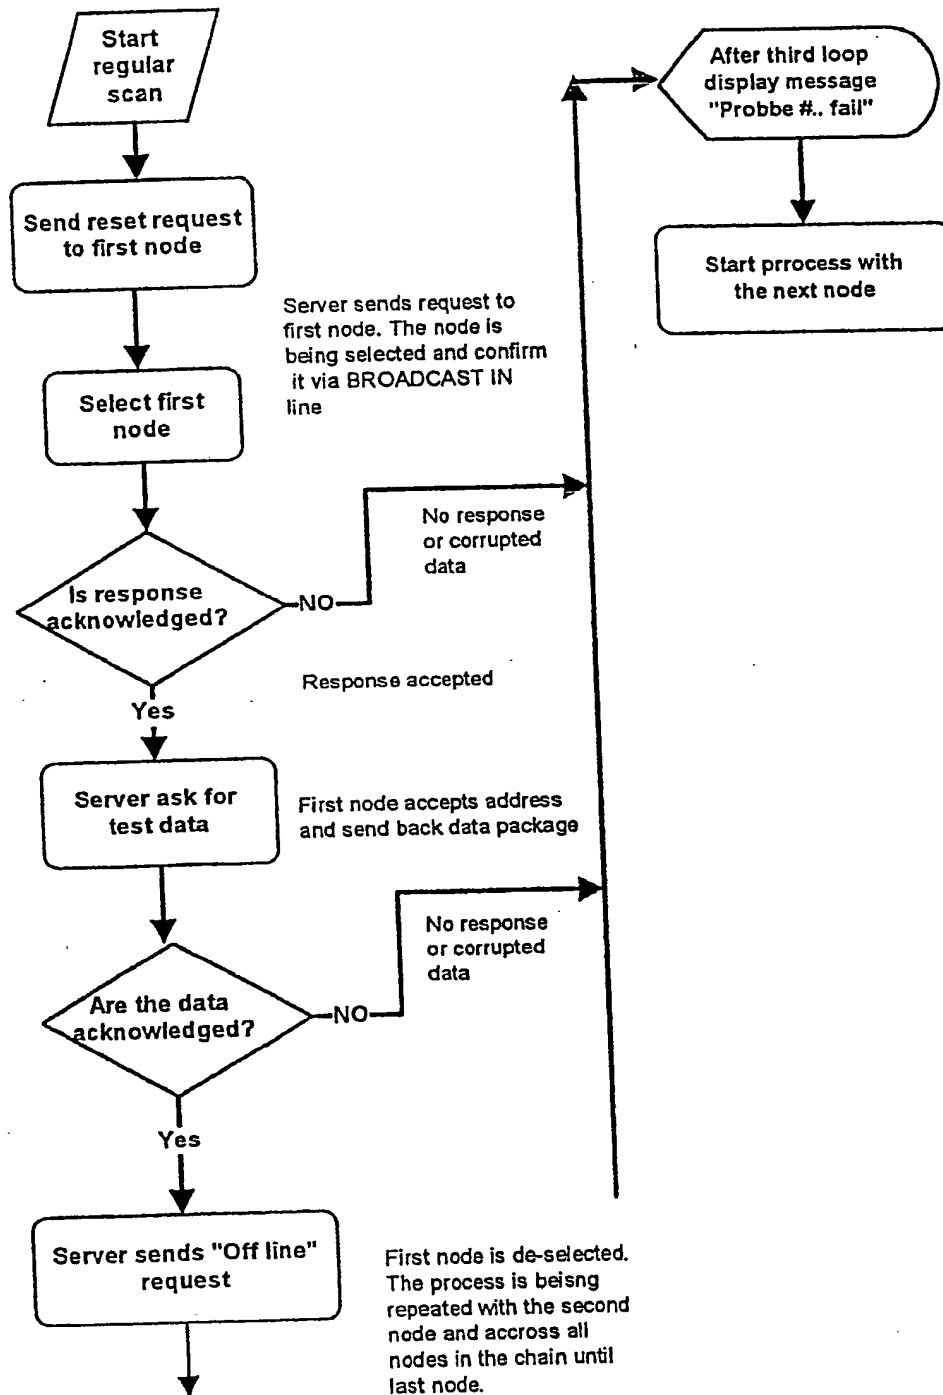 Start
regular
scan
After third loop
display message
"Probbe #.. fail"
Send reset request
to first node
Start prrocess with
the next node
Server sends request to
first node. The node is
being selected and confirm
it via BROADCAST IN
line
Select first
node
No response
or corrupted
data
Is response
acknowledged?
NO
Response accepted
Yes
Server ask for
test data
First node accepts address
and send back data package
No response
or corrupted
data
Are the data
acknowledged?
NO
Yes
Server sends "Off line"
request
First node is de-selected.
The process is beisng
repeated with the second
node and accross all
nodes in the chain until
last node.